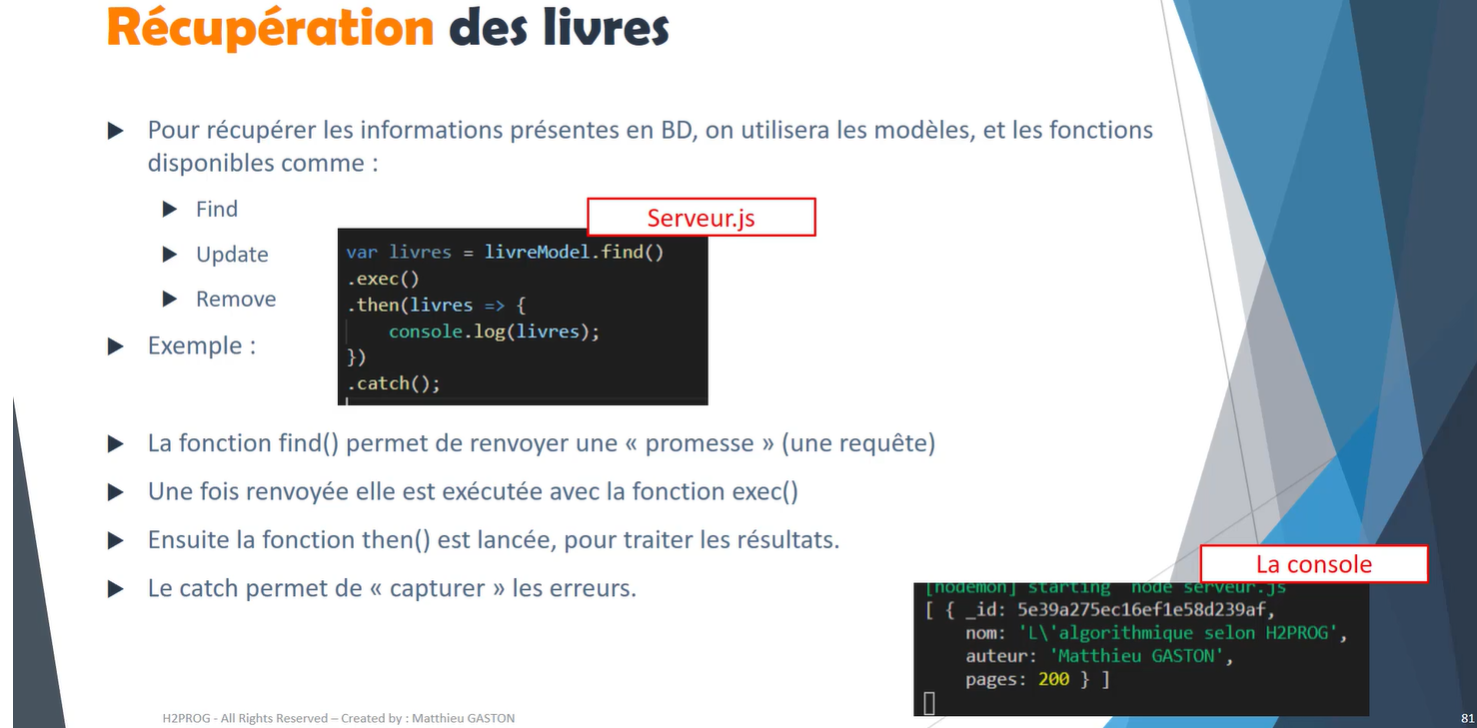 Récupération des livres
Pour récupérer les informations présentes en BD, on utilisera les modèles, et les fonctions
disponibles comme :
Find
Update
Remove
Exemple :
Serveur.js
var livres = livreModel.find()
.exec()
.then(livres => {
    console.log(livres);
})
.catch();
La fonction find() permet de renvoyer une « promesse » (une requête)
Une fois renvoyée elle est exécutée avec la fonction exec()
Ensuite la fonction then() est lancée, pour traiter les résultats.
Le catch permet de « capturer » les erreurs.
La console
[nodemon] starting `node serveur.js`
[ { _id: 5e39a275ec16ef1e58d239af,
    nom: 'L\'algorithmique selon H2PROG',
    auteur: 'Matthieu GASTON',
    pages: 200 } ]
H2PROG - All Rights Reserved – Created by : Matthieu GASTON
81